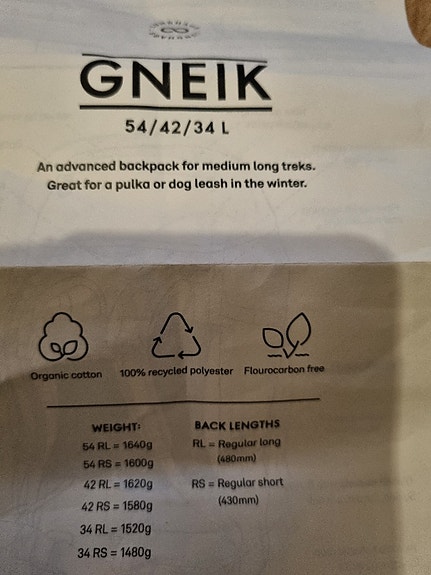 GNEIK
54/42/34 L
An advanced backpack for medium long treks.
Great for a pulka or dog leash in the winter.
Organic cotton
100% recycled polyester
Flourocarbon free
WEIGHT:
54 RL = 1640g
54 RS = 1600g
42 RL = 1620g
42 RS = 1580g
34 RL = 1520g
34 RS = 1480g
BACK LENGTHS
RL = Regular long
(480mm)
RS = Regular short
(430mm)